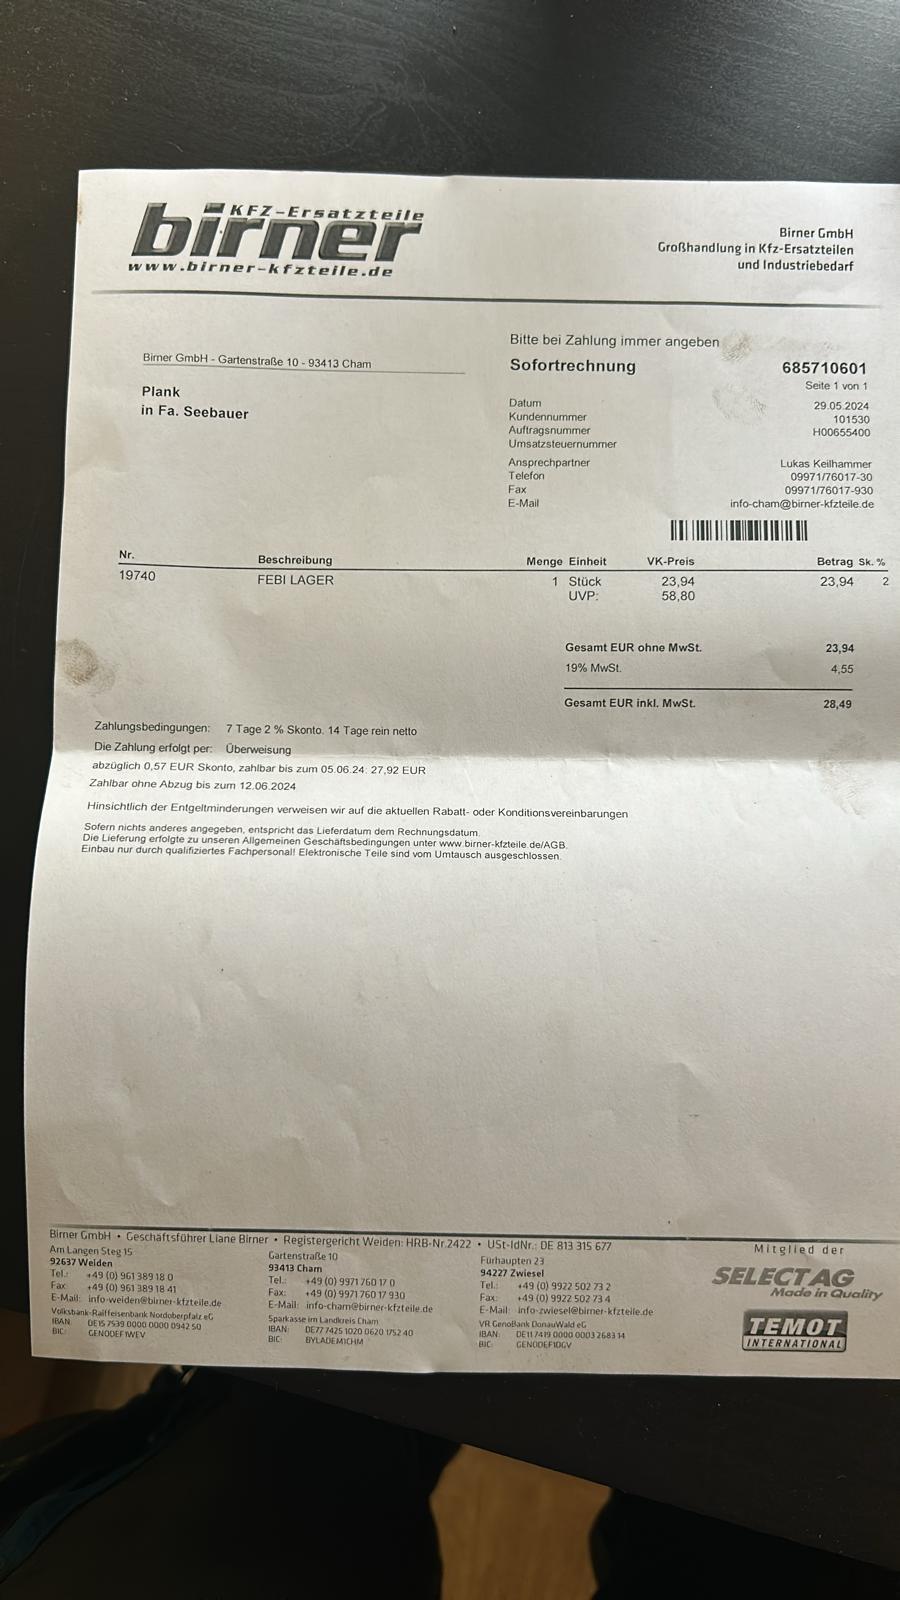 KFZ-Ersatzteile
birner
www.birner-kfzteile.de
Birner GmbH
Großhandlung in Kfz-Ersatzteilen
und Industriebedarf
Bitte bei Zahlung immer angeben
Birner GmbH - Gartenstraße 10 - 93413 Cham
Sofortrechnung 685710601
Seite 1 von 1
Plank
in Fa. Seebauer
Datum 29.05.2024
Kundennummer 101530
Auftragsnummer H00655400
Umsatzsteuernummer
Ansprechpartner Lukas Keilhammer
Telefon 09971/76017-30
Fax 09971/76017-930
E-Mail info-cham@birner-kfzteile.de
Nr. Beschreibung Menge Einheit VK-Preis Betrag Sk. %
19740 FEBI LAGER 1 Stück 23,94 23,94 2
UVP: 58,80
Gesamt EUR ohne MwSt. 23,94
19% MwSt. 4,55
Gesamt EUR inkl. MwSt. 28,49
Zahlungsbedingungen: 7 Tage 2 % Skonto. 14 Tage rein netto
Die Zahlung erfolgt per: Überweisung
abzüglich 0,57 EUR Skonto, zahlbar bis zum 05.06.24: 27,92 EUR
Zahlbar ohne Abzug bis zum 12.06.2024
Hinsichtlich der Entgeltminderungen verweisen wir auf die aktuellen Rabatt- oder Konditionsvereinbarungen
Sofern nichts anderes angegeben, entspricht das Lieferdatum dem Rechnungsdatum.
Die Lieferung erfolgte zu unseren Allgemeinen Geschäftsbedingungen unter www.birner-kfzteile.de/AGB.
Einbau nur durch qualifiziertes Fachpersonal! Elektronische Teile sind vom Umtausch ausgeschlossen.
Birner GmbH • Geschäftsführer Liane Birner • Registergericht Weiden: HRB-Nr.2422 • USt-IdNr.: DE 813 315 677
Am Langen Steg 15
92637 Weiden
Tel.: +49 (0) 961 389 18 0
Fax: +49 (0) 961 389 18 41
E-Mail: info-weiden@birner-kfzteile.de
Volksbank-Raiffeisenbank Nordoberpfalz eG
IBAN: DE15 7539 0000 0000 0942 50
BIC: GENODEF1WEV
Gartenstraße 10
93413 Cham
Tel.: +49 (0) 9971 760 17 0
Fax: +49 (0) 9971 760 17 930
E-Mail: info-cham@birner-kfzteile.de
Sparkasse im Landkreis Cham
IBAN: DE77 7425 1020 0620 1752 40
BIC: BYLADEM1CHM
Fürhaupten 23
94227 Zwiesel
Tel.: +49 (0) 9922 502 73 2
Fax: +49 (0) 9922 502 73 4
E-Mail: info-zwiesel@birner-kfzteile.de
VR GenoBank DonauWald eG
IBAN: DE11 7419 0000 0003 2683 14
BIC: GENODEF1DGV
Mitglied der
SELECT AG
Made in Quality
TEMOT
INTERNATIONAL